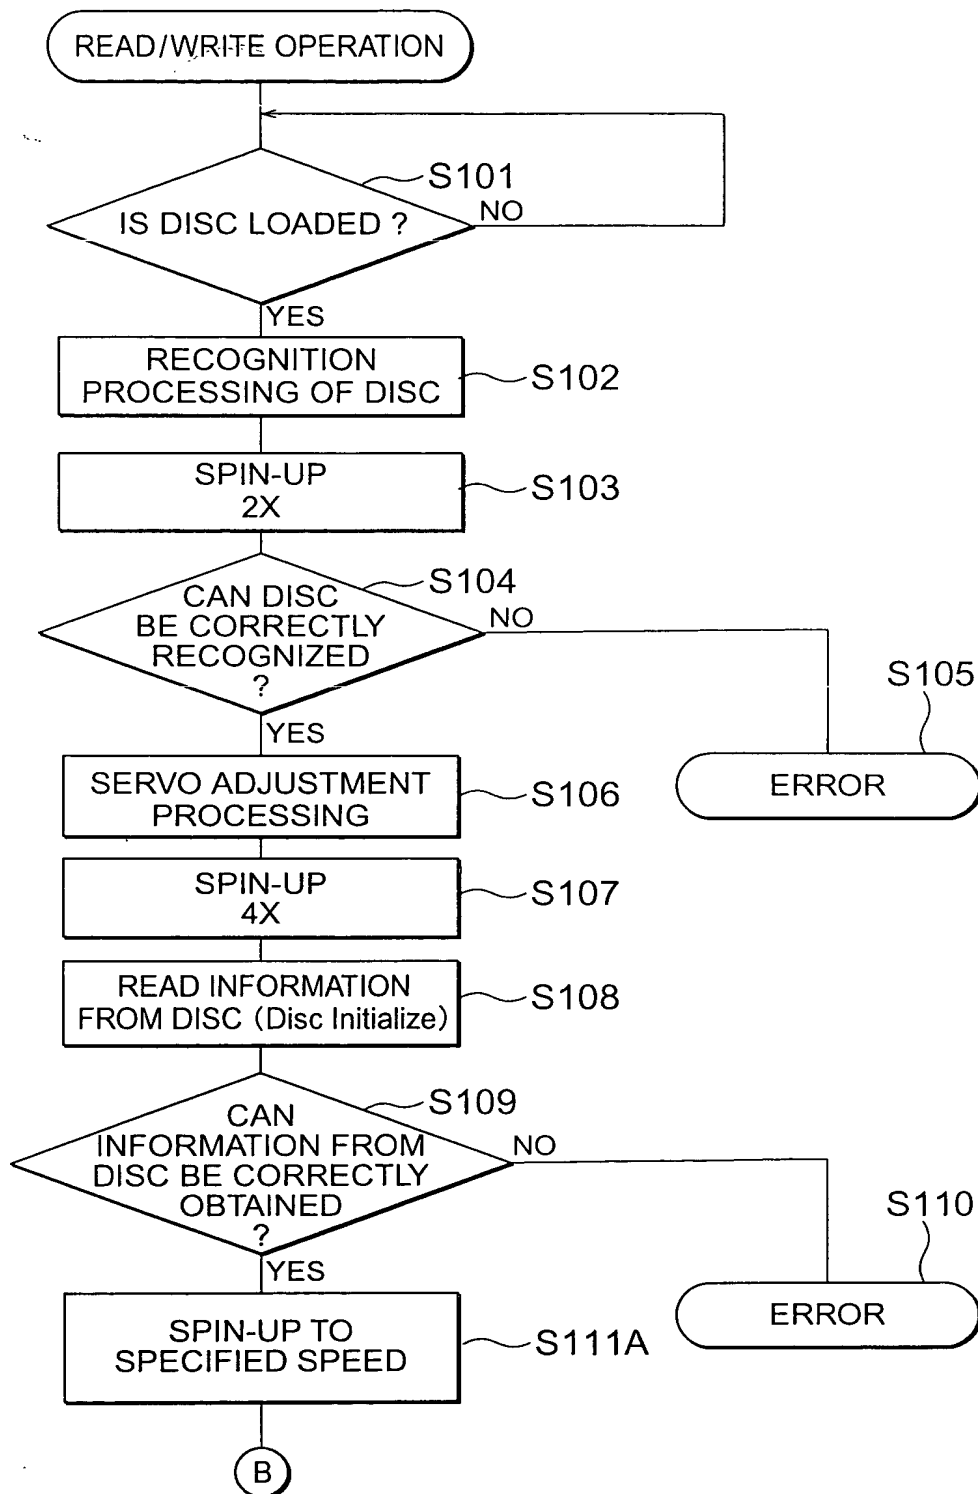 READ/WRITE OPERATION
S101
IS DISC LOADED ?
NO
YES
RECOGNITION
PROCESSING OF DISC
S102
SPIN-UP
2X
S103
S104
CAN DISC
BE CORRECTLY
RECOGNIZED
?
NO
YES
S105
ERROR
SERVO ADJUSTMENT
PROCESSING
S106
SPIN-UP
4X
S107
READ INFORMATION
FROM DISC (Disc Initialize)
S108
S109
CAN
INFORMATION FROM
DISC BE CORRECTLY
OBTAINED
?
NO
YES
S110
ERROR
SPIN-UP TO
SPECIFIED SPEED
S111A
B